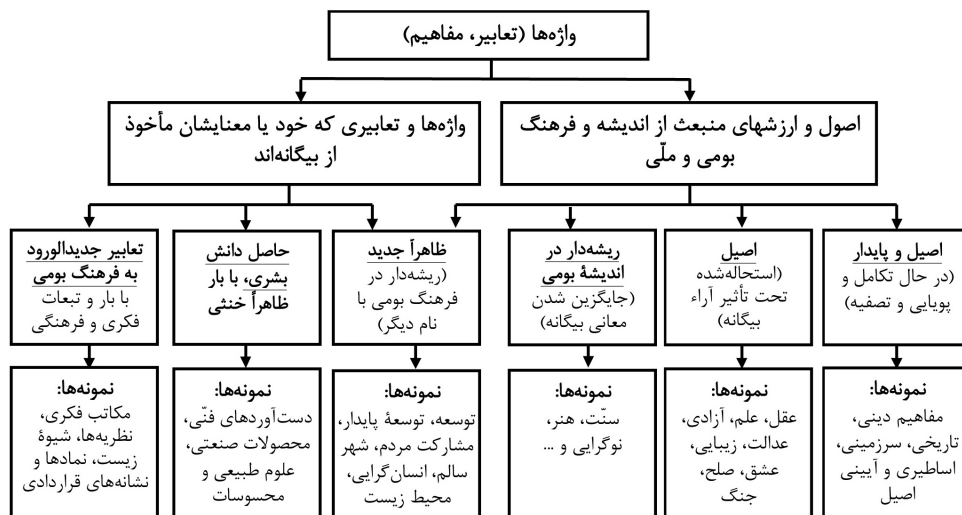 واژه‌ها (تعابیر، مفاهیم)
اصول و ارزشهای منبعث از اندیشه و فرهنگ
بومی و ملّی
واژه‌ها و تعابیری که خود یا معنایشان مأخوذ
از بیگانه‌اند
اصیل و پایدار
(در حال تکامل و
پویایی و تصفیه)
اصیل
(استحاله‌شده
تحت تأثیر آراء
بیگانه)
ریشه‌دار در
اندیشهٔ بومی
(جایگزین شدن
معانی بیگانه)
ظاهراً جدید
(ریشه‌دار در
فرهنگ بومی با
نام دیگر)
حاصل دانش
بشری، با بار
ظاهراً خنثی
تعابیر جدیدالورود
به فرهنگ بومی
با بار و تبعات
فکری و فرهنگی
نمونه‌ها:
مفاهیم دینی،
تاریخی، سرزمینی،
اساطیری و آیینی
اصیل
نمونه‌ها:
عقل، علم، آزادی،
عدالت، زیبایی،
عشق، صلح،
جنگ
نمونه‌ها:
سنّت، هنر،
نوگرایی و ...
نمونه‌ها:
توسعه، توسعهٔ پایدار،
مشارکت مردم، شهر
سالم، انسان‌گرایی،
محیط زیست
نمونه‌ها:
دست‌آوردهای فنّی،
محصولات صنعتی،
علوم طبیعی و
محسوسات
نمونه‌ها:
مکاتب فکری،
نظریه‌ها، شیوهٔ
زیست، نمادها و
نشانه‌های قراردادی